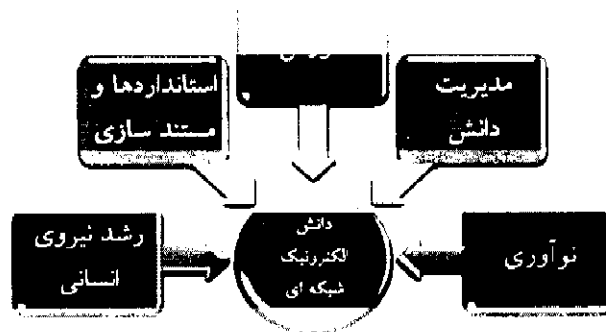 مدیریت
دانش
استانداردها و
مستند سازی
نوآوری
دانش
الکترونیک
شبکه ای
رشد نیروی
انسانی